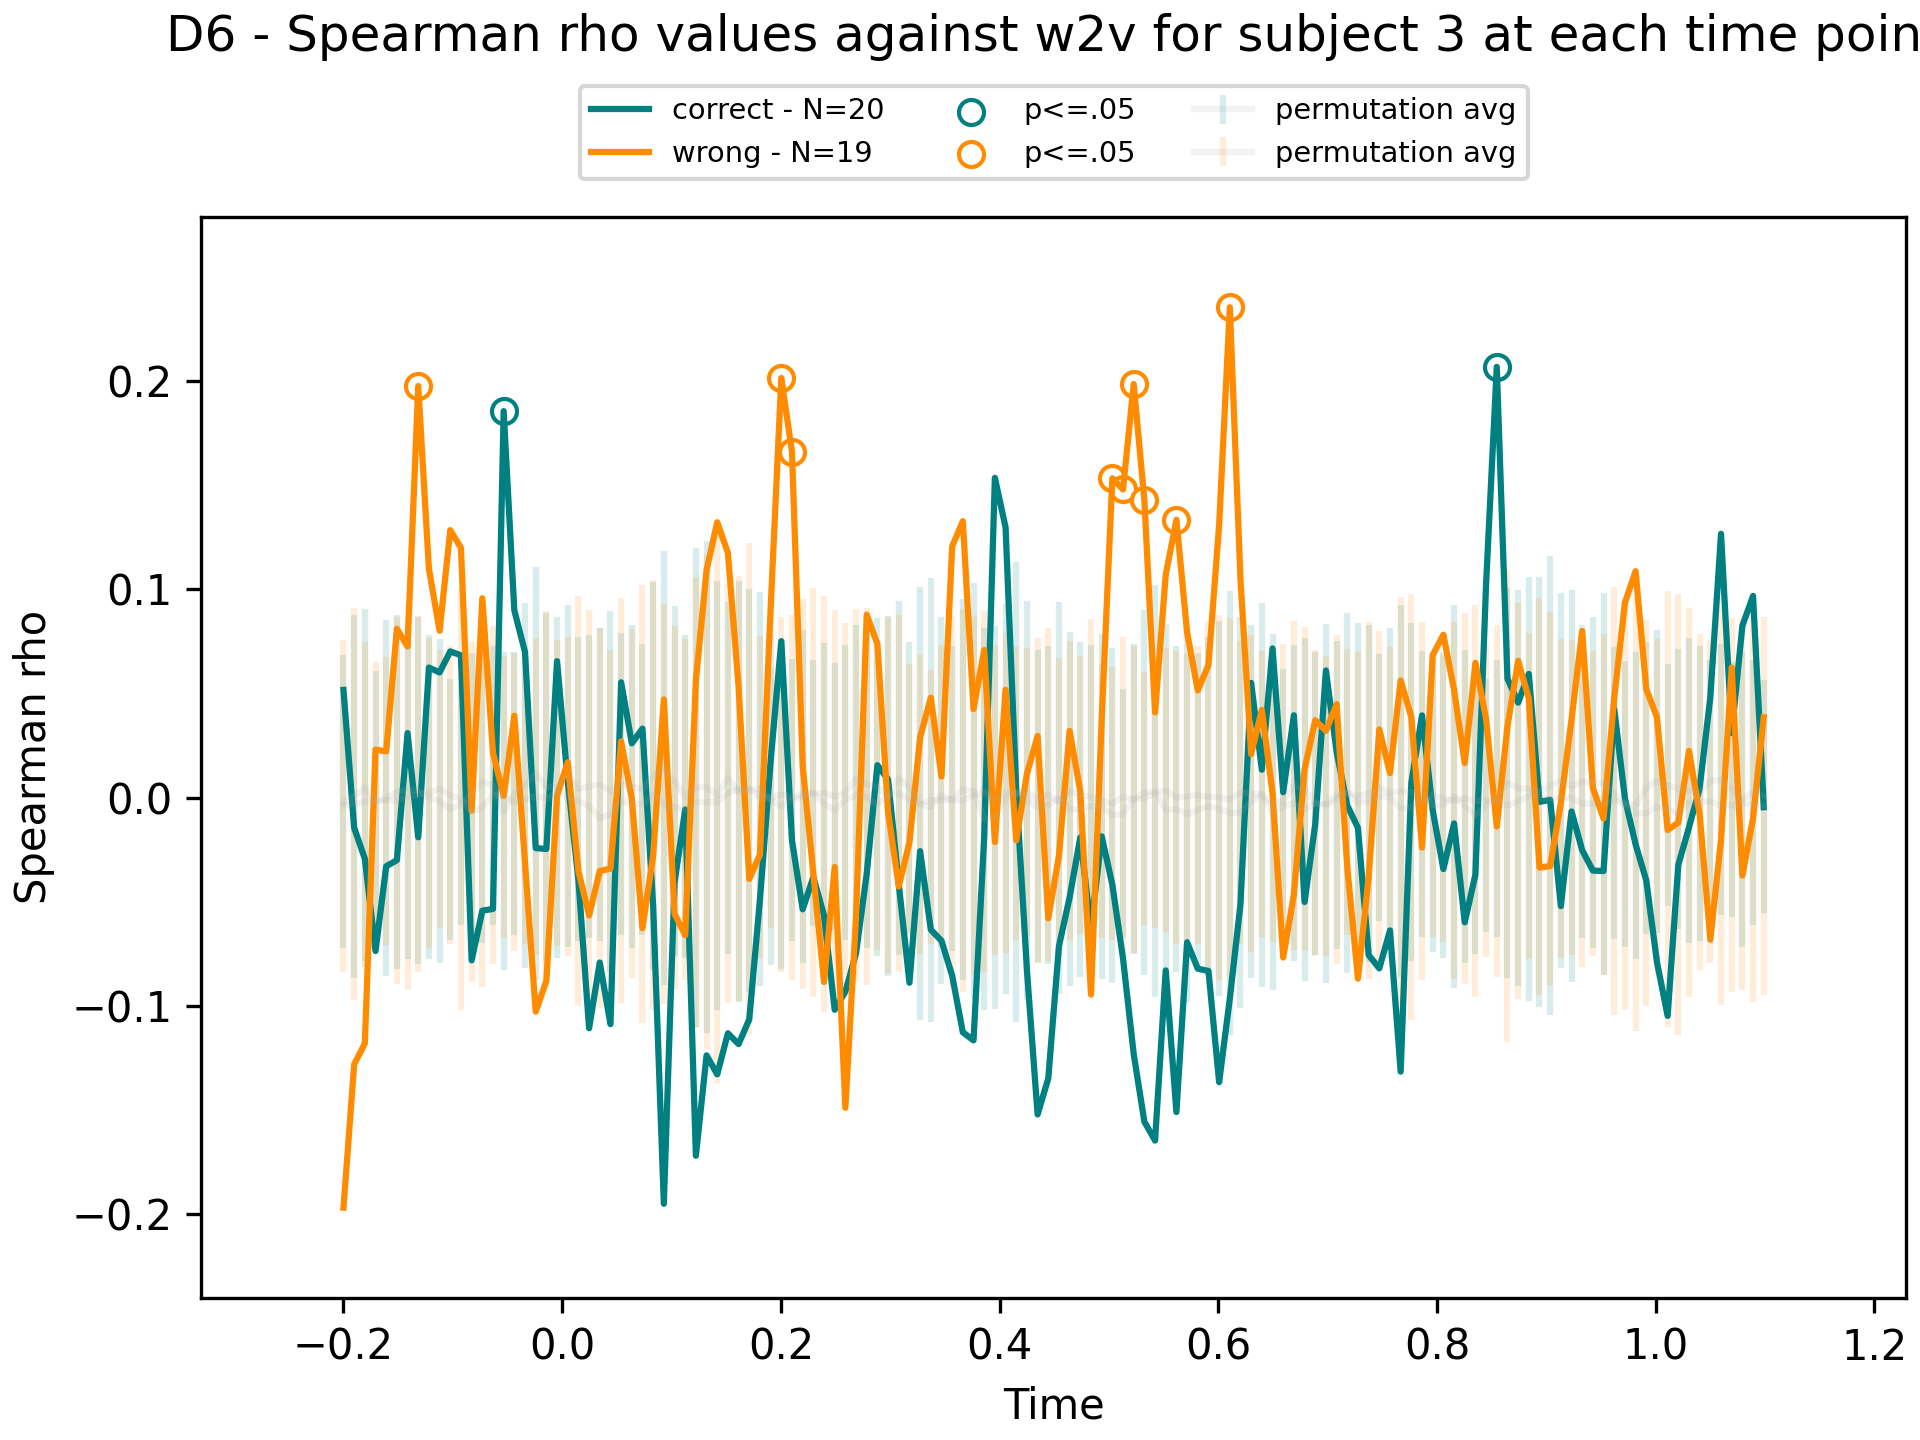 D6 - Spearman rho values against w2v for subject 3 at each time poin
correct - N=20
wrong - N=19
p<=.05
p<=.05
permutation avg
permutation avg
Spearman rho
0.2
0.1
0.0
−0.1
−0.2
−0.2 0.0 0.2 0.4 0.6 0.8 1.0 1.2
Time